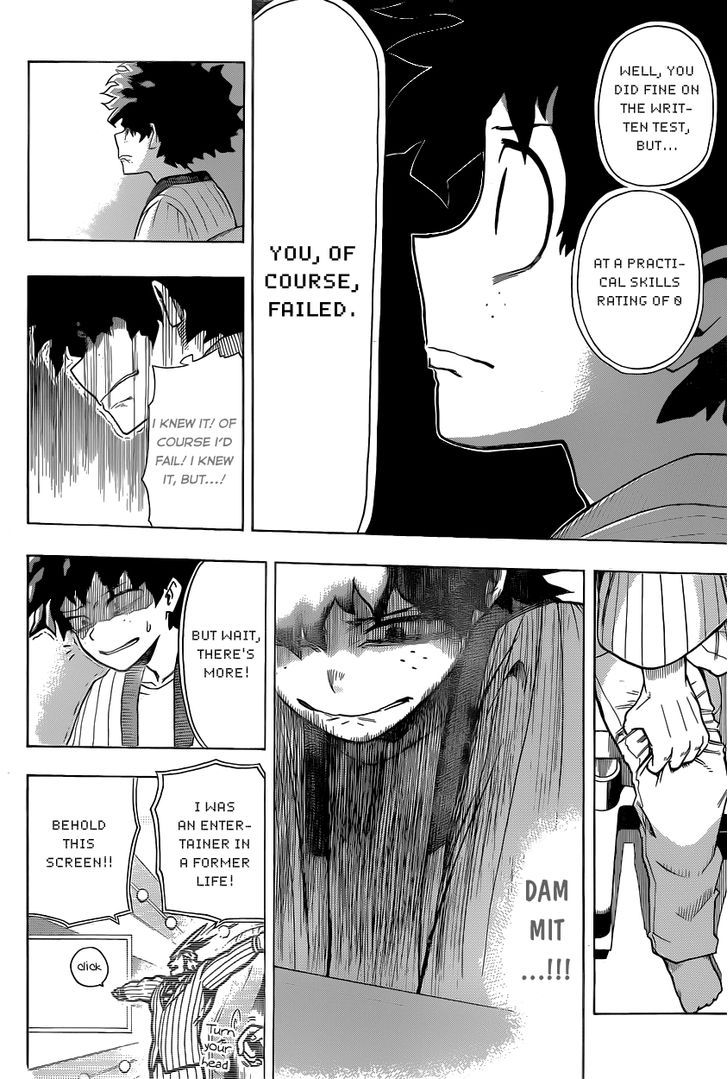 WELL, YOU
DID FINE ON
THE WRIT-
TEN TEST,
BUT...
AT A PRACTI-
CAL SKILLS
RATING OF 0
YOU, OF
COURSE,
FAILED.
I KNEW IT! OF
COURSE I'D
FAIL! I KNEW
IT, BUT...!
DAM
MIT
...!!!
BUT WAIT,
THERE'S
MORE!
I WAS
AN ENTER-
TAINER IN
A FORMER
LIFE!
BEHOLD
THIS
SCREEN!!
click
Turn
your
head